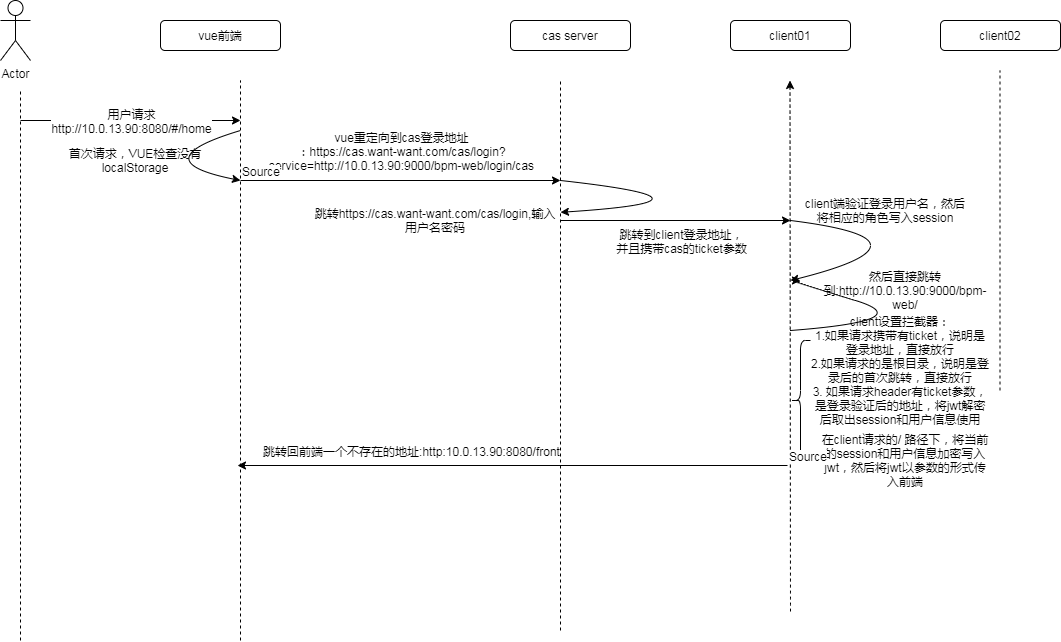 vue前端
cas server
client01
client02
Actor
用户请求
http://10.0.13.90:8080/#/home
首次请求，VUE检查没有
localStorage
vue重定向到cas登录地址
：https://cas.want-want.com/cas/login?
service=http://10.0.13.90:9000/bpm-web/login/cas
Source
跳转https://cas.want-want.com/cas/login,输入
用户名密码
跳转到client登录地址，
并且携带cas的ticket参数
client端验证登录用户名，然后
将相应的角色写入session
然后直接跳转
到:http://10.0.13.90:9000/bpm-
web/
client设置拦截器：
1.如果请求携带有ticket，说明是
登录地址，直接放行
2.如果请求的是根目录，说明是登
录后的首次跳转，直接放行
3. 如果请求header有ticket参数，
是登录验证后的地址，将jwt解密
后取出session和用户信息使用
在client请求的/ 路径下，将当前
的session和用户信息加密写入
jwt，然后将jwt以参数的形式传
入前端
Source
跳转回前端一个不存在的地址:http:10.0.13.90:8080/front